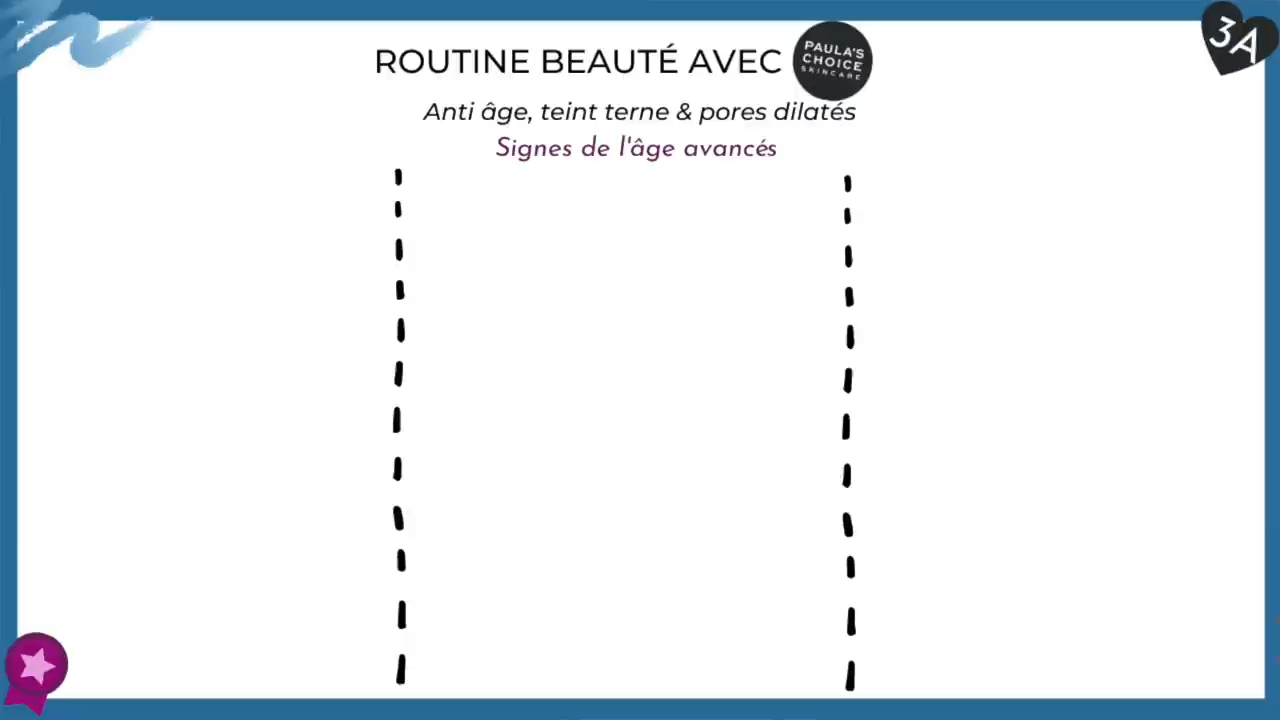 ROUTINE BEAUTÉ AVEC
PAULA'S
CHOICE
SKINCARE
Anti âge, teint terne & pores dilatés
Signes de l'âge avancés
3A